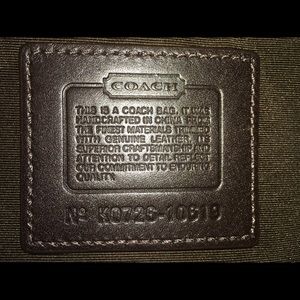 COACH
THIS IS A COACH BAG. IT WAS
HANDCRAFTED IN CHINA FROM
THE FINEST MATERIALS TRIMMED
WITH GENUINE LEATHER. ITS
SUPERIOR CRAFTSMANSHIP AND
ATTENTION TO DETAIL REFLECT
OUR COMMITMENT TO ENDURING
QUALITY.
Nº K0726-10619